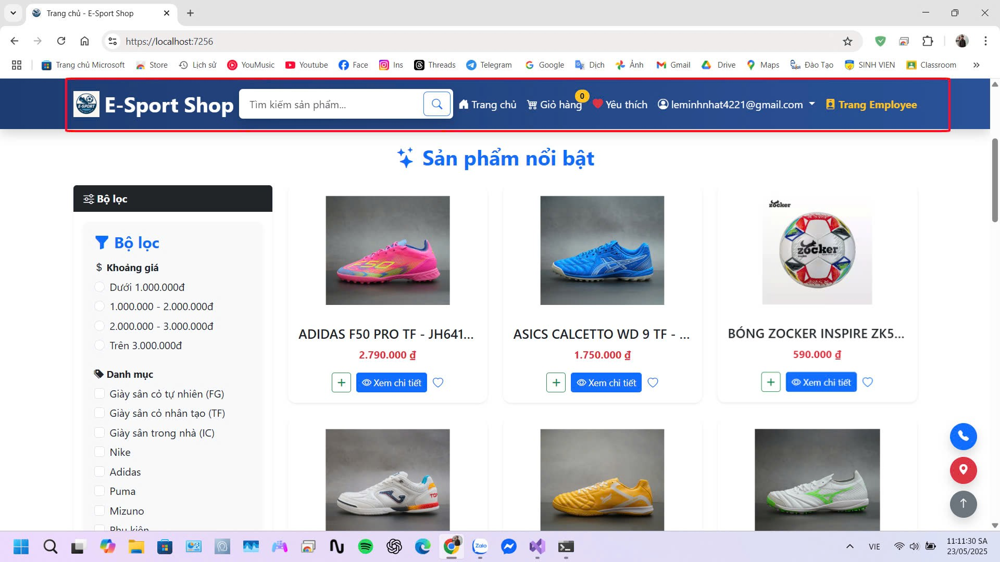 Trang chủ - E-Sport Shop
https://localhost:7256
Trang chủ Microsoft Store Lịch sử YouMusic Youtube Face Ins Threads Telegram Google Dịch Ảnh Gmail Drive Maps Đào Tạo SINH VIEN Classroom
E-SPORT
E-Sport Shop Tìm kiếm sản phẩm... Trang chủ Giỏ hàng 0 Yêu thích leminhnhat4221@gmail.com Trang Employee
Sản phẩm nổi bật
Bộ lọc
Bộ lọc
$ Khoảng giá
Dưới 1.000.000đ
1.000.000 - 2.000.000đ
2.000.000 - 3.000.000đ
Trên 3.000.000đ
Danh mục
Giày sân cỏ tự nhiên (FG)
Giày sân cỏ nhân tạo (TF)
Giày sân trong nhà (IC)
Nike
Adidas
Puma
Mizuno
Phụ kiện
F50
ADIDAS F50 PRO TF - JH641...
2.790.000 ₫
Xem chi tiết
ASICS CALCETTO WD 9 TF - ...
1.750.000 ₫
Xem chi tiết
zocker
zocker
BÓNG ZOCKER INSPIRE ZK5...
590.000 ₫
Xem chi tiết
Zalo
VIE
11:11:30 SA
23/05/2025